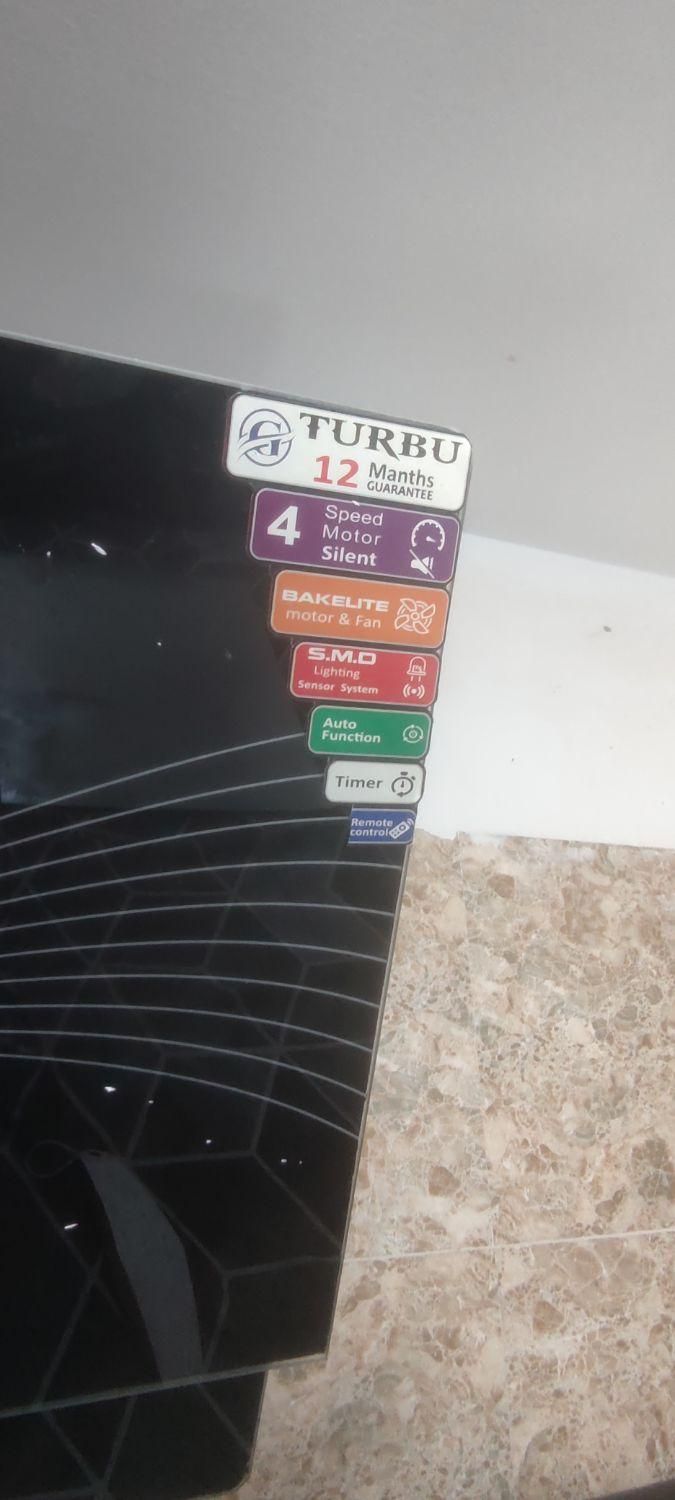 G TURBU
12 Manths
GUARANTEE
4 Speed
Motor
Silent
BAKELITE
motor & Fan
S.M.D
Lighting
Sensor System
Auto
Function
Timer
Remote
control